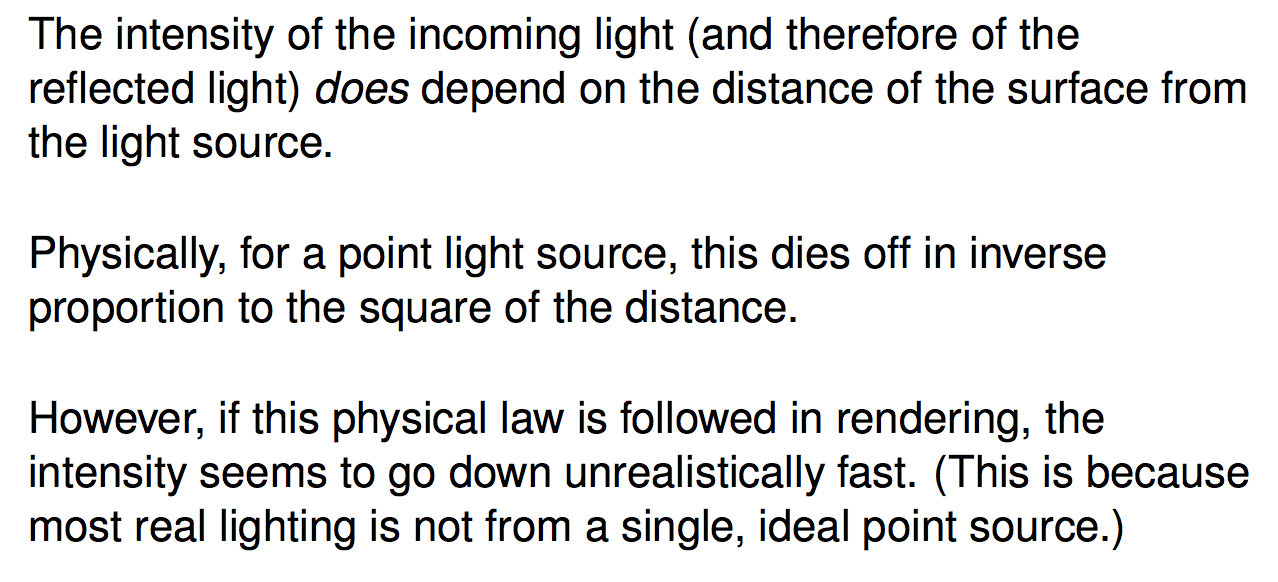 The intensity of the incoming light (and therefore of the
reflected light) does depend on the distance of the surface from
the light source.
Physically, for a point light source, this dies off in inverse
proportion to the square of the distance.
However, if this physical law is followed in rendering, the
intensity seems to go down unrealistically fast. (This is because
most real lighting is not from a single, ideal point source.)